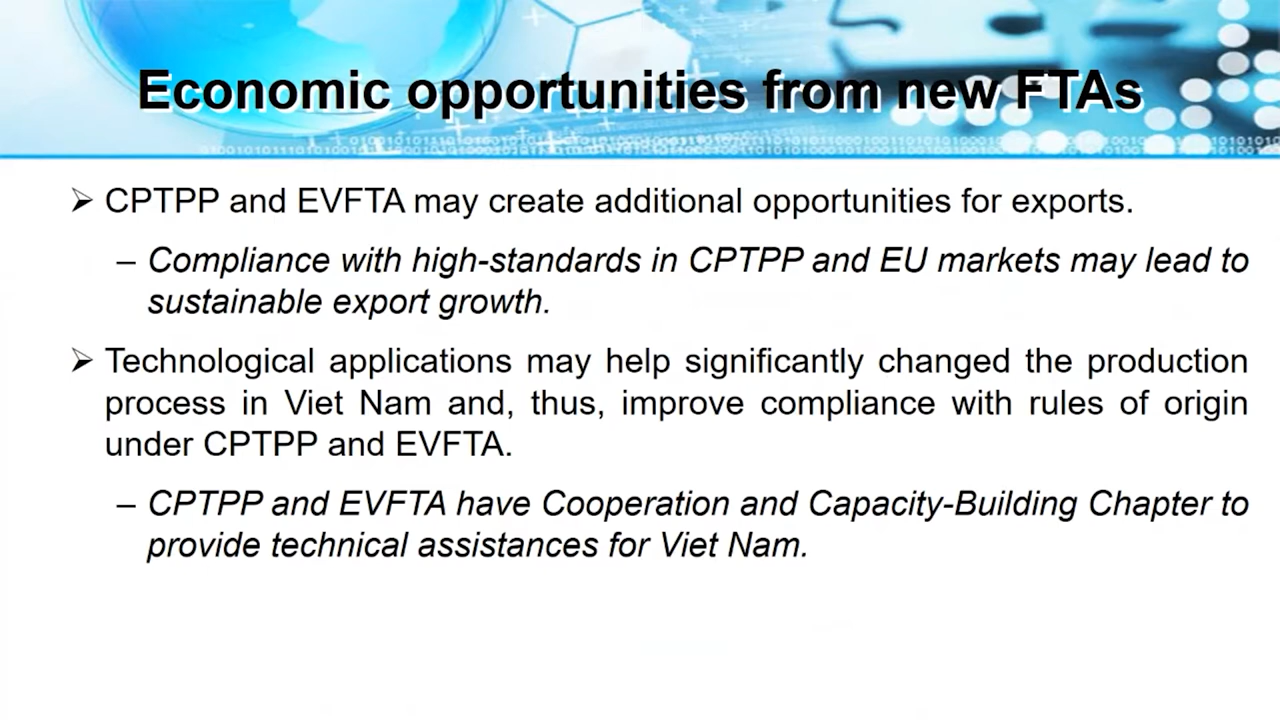 Economic opportunities from new FTAs
➢ CPTPP and EVFTA may create additional opportunities for exports.
– Compliance with high-standards in CPTPP and EU markets may lead to
sustainable export growth.
➢ Technological applications may help significantly changed the production
process in Viet Nam and, thus, improve compliance with rules of origin
under CPTPP and EVFTA.
– CPTPP and EVFTA have Cooperation and Capacity-Building Chapter to
provide technical assistances for Viet Nam.